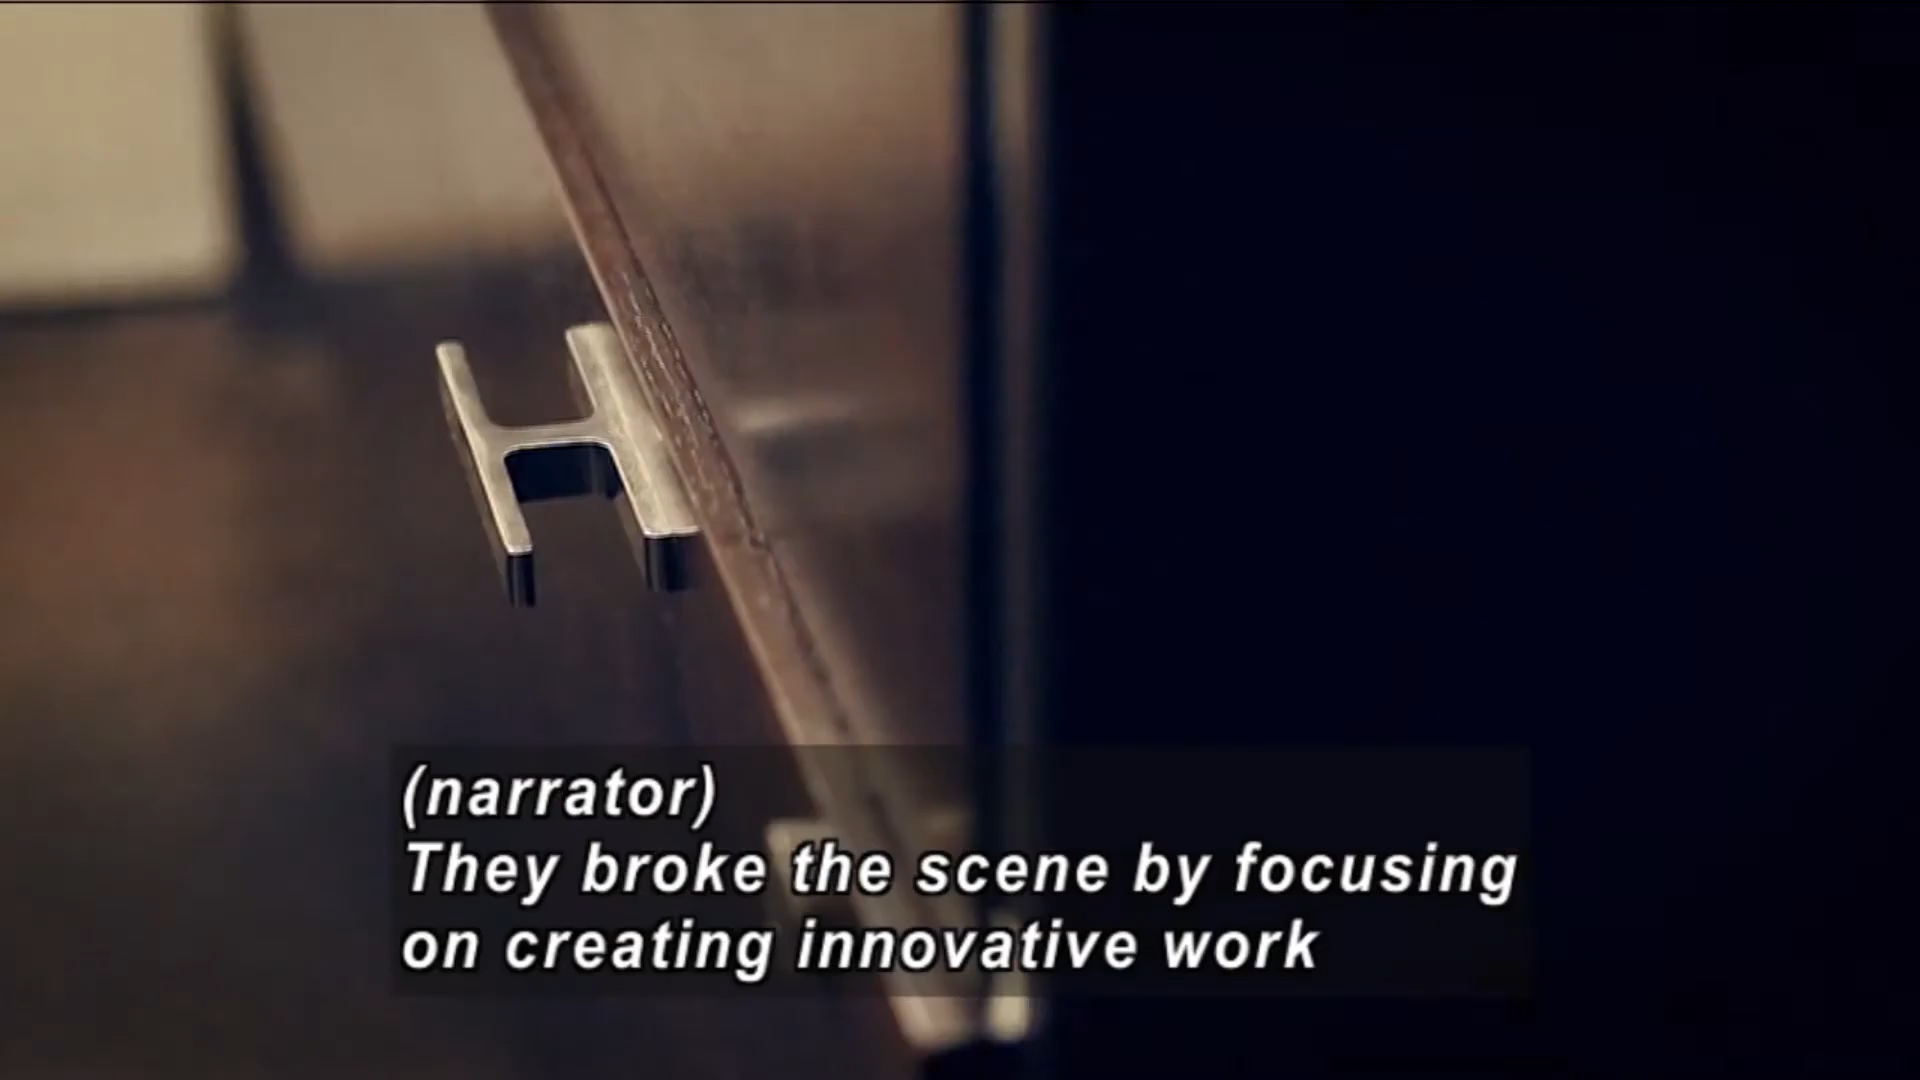 (narrator)
They broke the scene by focusing
on creating innovative work